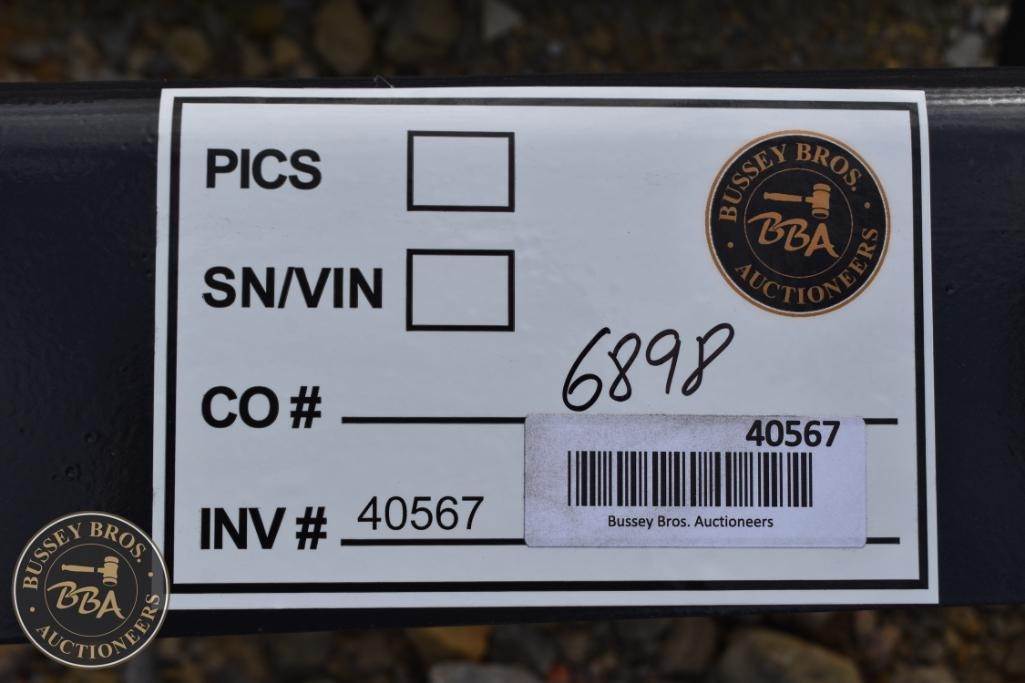 PICS
BUSSEY BROS.
BBA
AUCTIONEERS
SN/VIN
6898
CO #
40567
Bussey Bros. Auctioneers
INV # 40567
BUSSEY BROS.
BBA
AUCTIONEERS